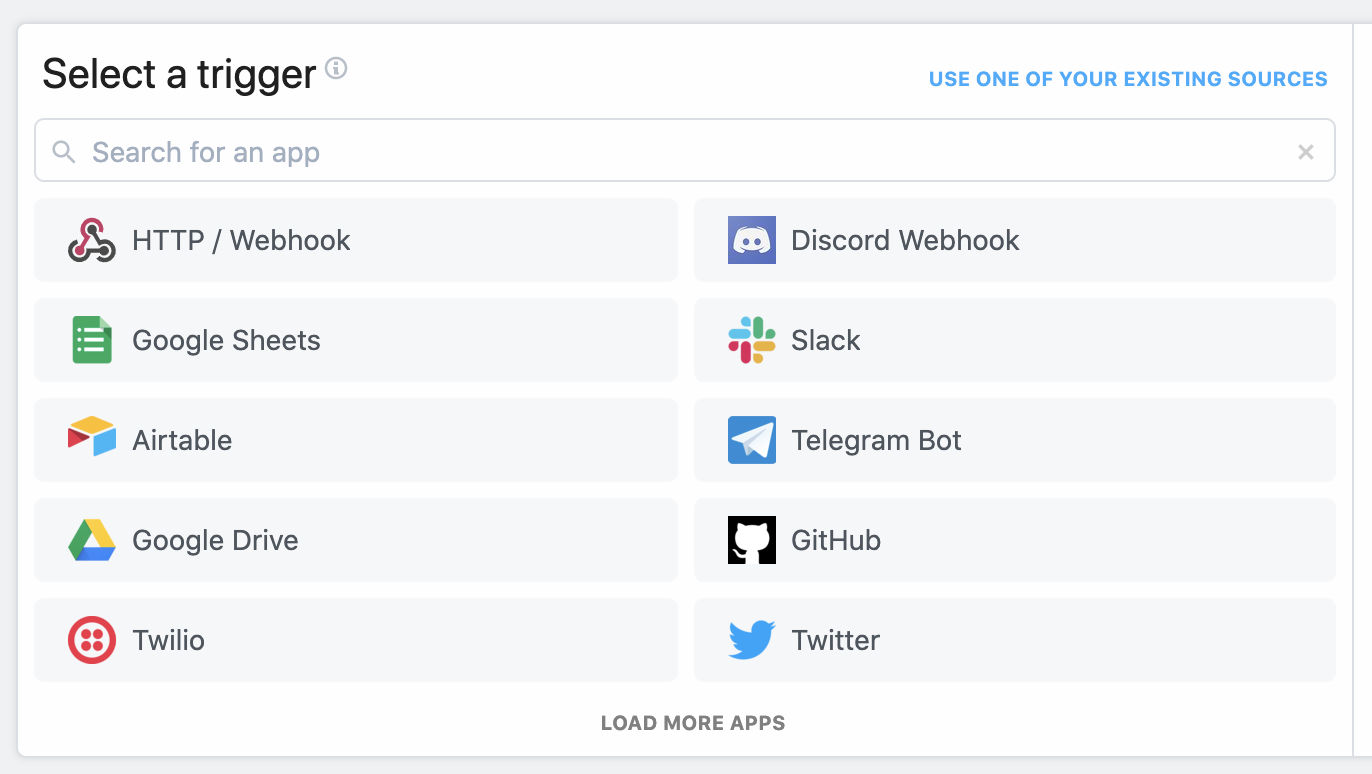 Select a trigger
USE ONE OF YOUR EXISTING SOURCES
Search for an app
HTTP / Webhook
Discord Webhook
Google Sheets
Slack
Airtable
Telegram Bot
Google Drive
GitHub
Twilio
Twitter
LOAD MORE APPS